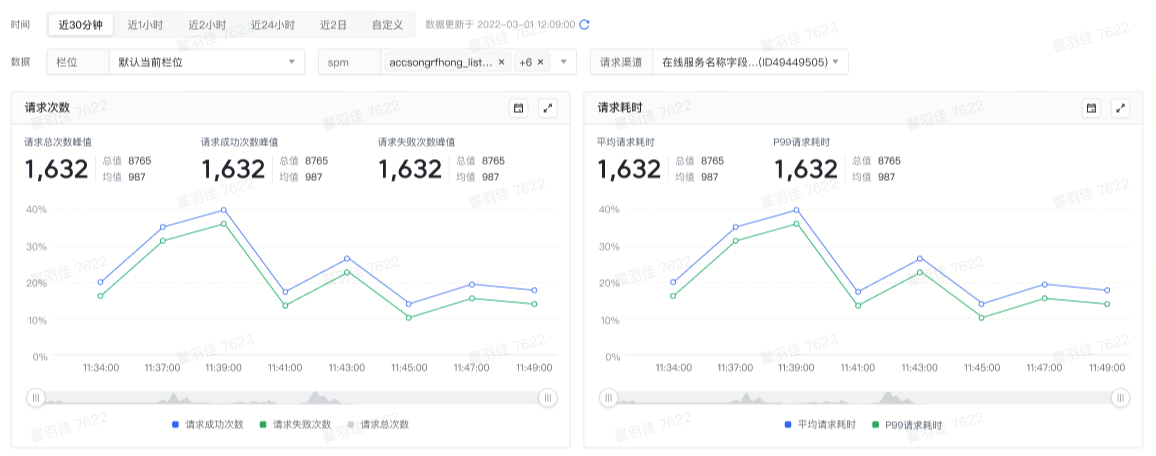 时间 近30分钟 近1小时 近2小时 近24小时 近2日 自定义 数据更新于 2022-03-01 12:09:00
数据 栏位 默认当前栏位 spm accsongrfhong_list... × +6 × 请求渠道 在线服务名称字段...(ID49449505)
请求次数
请求总次数峰值 请求成功次数峰值 请求失败次数峰值
1,632 总值 8765 1,632 总值 8765 1,632 总值 8765
均值 987 均值 987 均值 987
40%
30%
20%
10%
0%
11:34:00 11:37:00 11:39:00 11:41:00 11:43:00 11:45:00 11:47:00 11:49:00
请求成功次数 请求失败次数 请求总次数
请求耗时
平均请求耗时 P99请求耗时
1,632 总值 8765 1,632 总值 8765
均值 987 均值 987
40%
30%
20%
10%
0%
11:34:00 11:37:00 11:39:00 11:41:00 11:43:00 11:45:00 11:47:00 11:49:00
平均请求耗时 P99请求耗时
翟羽佳 7622